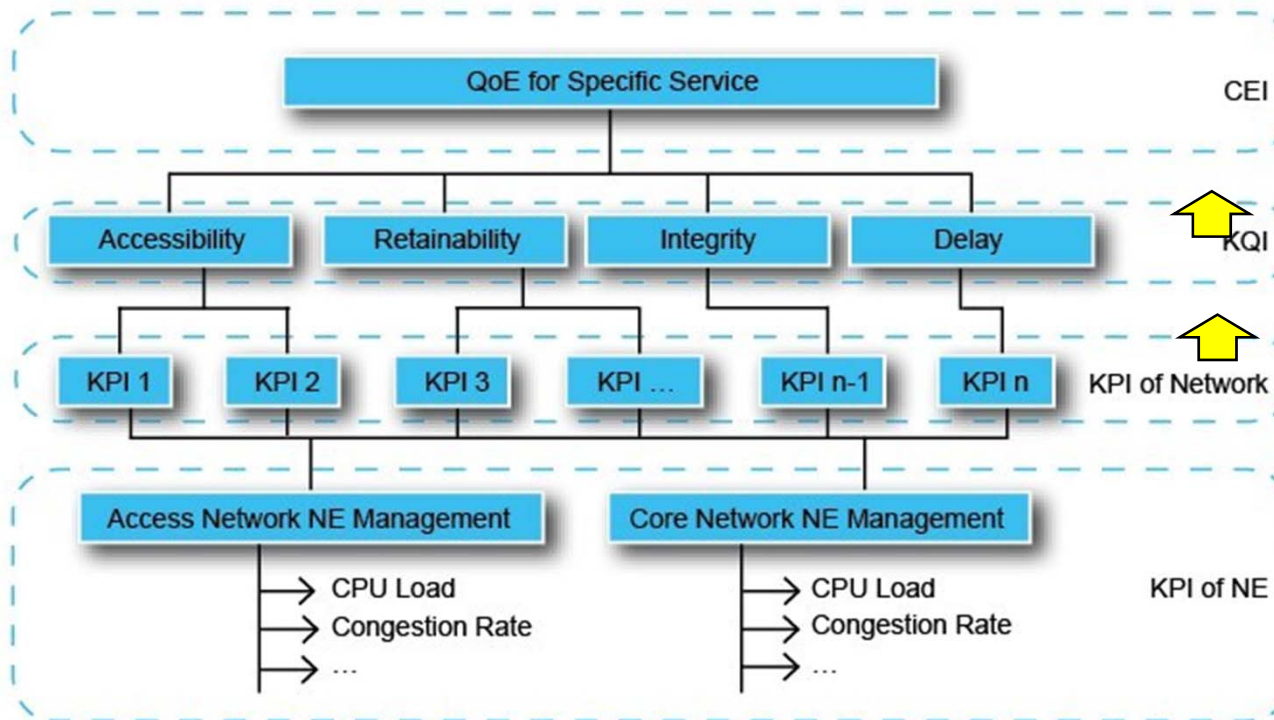 QoE for Specific Service
CEI
Accessibility
Retainability
Integrity
Delay
KQI
KPI 1
KPI 2
KPI 3
KPI ...
KPI n-1
KPI n
KPI of Network
Access Network NE Management
Core Network NE Management
CPU Load
Congestion Rate
...
CPU Load
Congestion Rate
...
KPI of NE